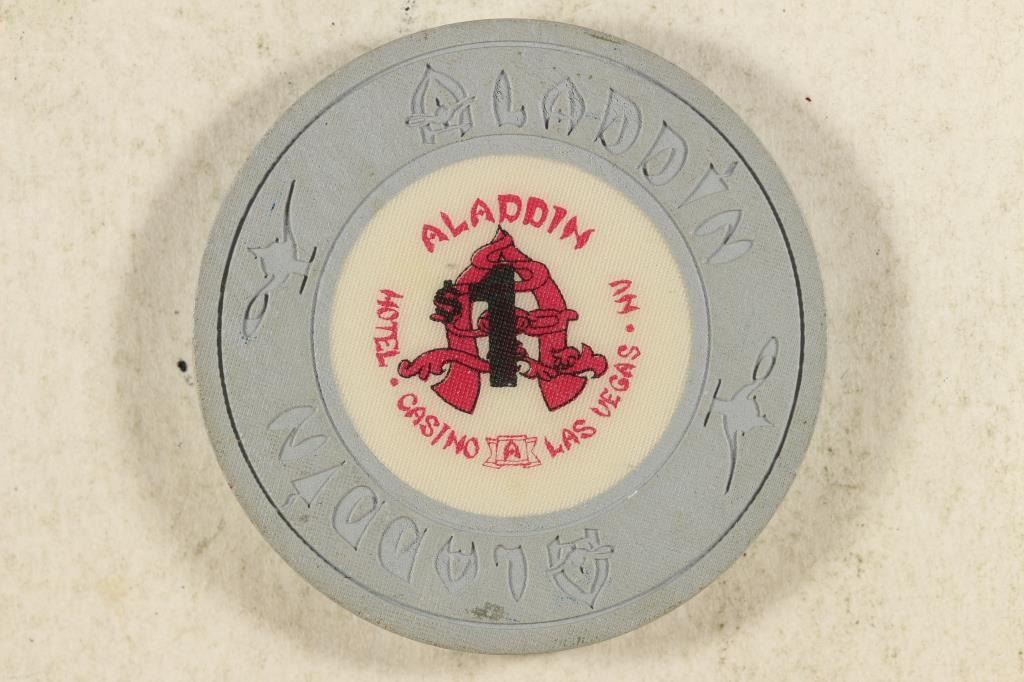 ALADDIN
ALADDIN
$1
HOTEL • CASINO A LAS VEGAS • NV
ALADDIN